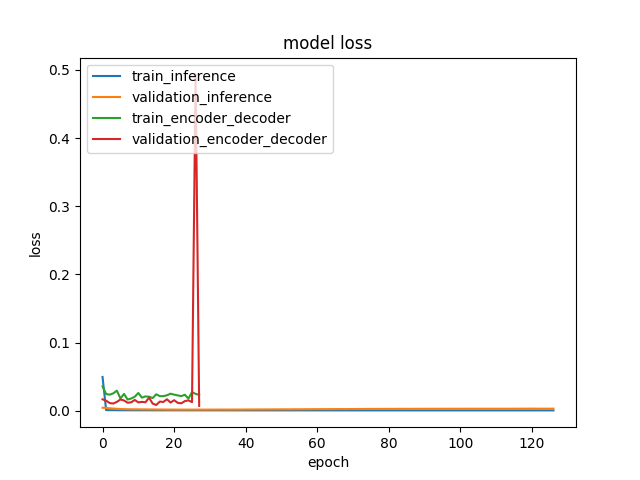 model loss
train_inference
validation_inference
train_encoder_decoder
validation_encoder_decoder
loss
0.5
0.4
0.3
0.2
0.1
0.0
0 20 40 60 80 100 120
epoch